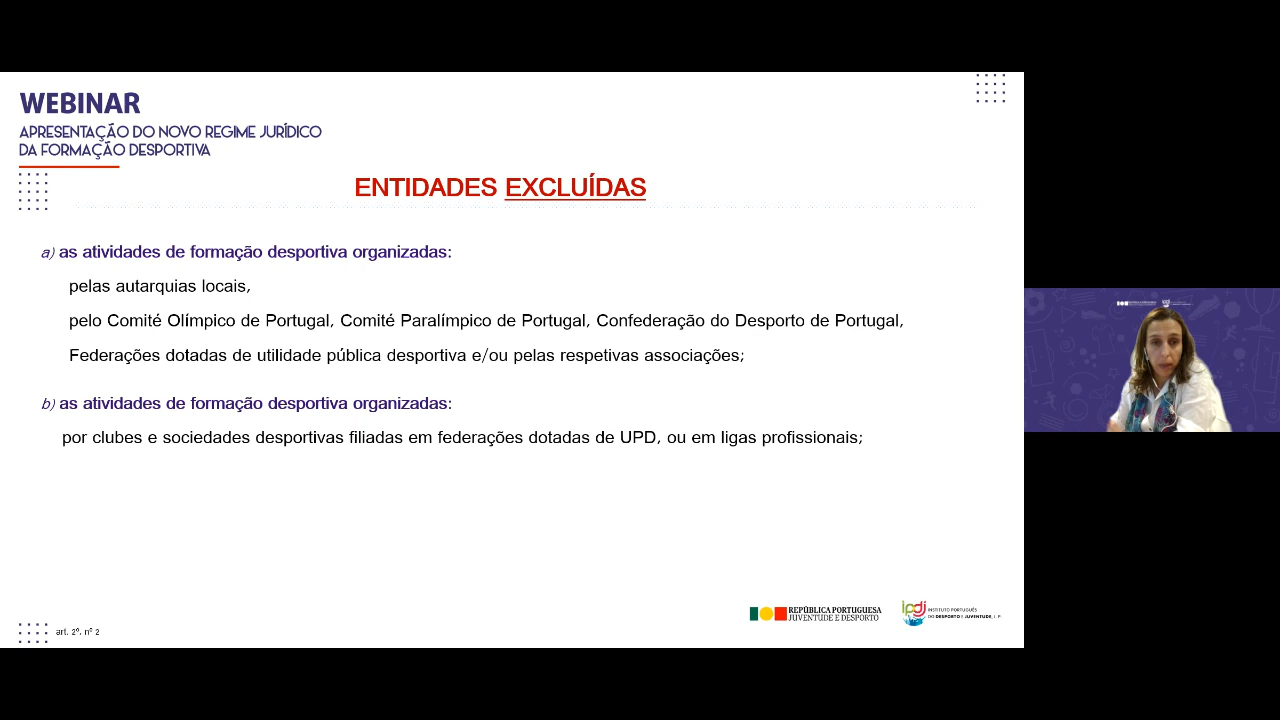 WEBINAR
APRESENTAÇÃO DO NOVO REGIME JURÍDICO
DA FORMAÇÃO DESPORTIVA
ENTIDADES EXCLUÍDAS
a) as atividades de formação desportiva organizadas:
pelas autarquias locais,
pelo Comité Olímpico de Portugal, Comité Paralímpico de Portugal, Confederação do Desporto de Portugal,
Federações dotadas de utilidade pública desportiva e/ou pelas respetivas associações;
b) as atividades de formação desportiva organizadas:
por clubes e sociedades desportivas filiadas em federações dotadas de UPD, ou em ligas profissionais;
REPÚBLICA PORTUGUESA
JUVENTUDE E DESPORTO
ipdj
INSTITUTO PORTUGUÊS
DO DESPORTO E JUVENTUDE, I. P.
art. 2º, nº 2